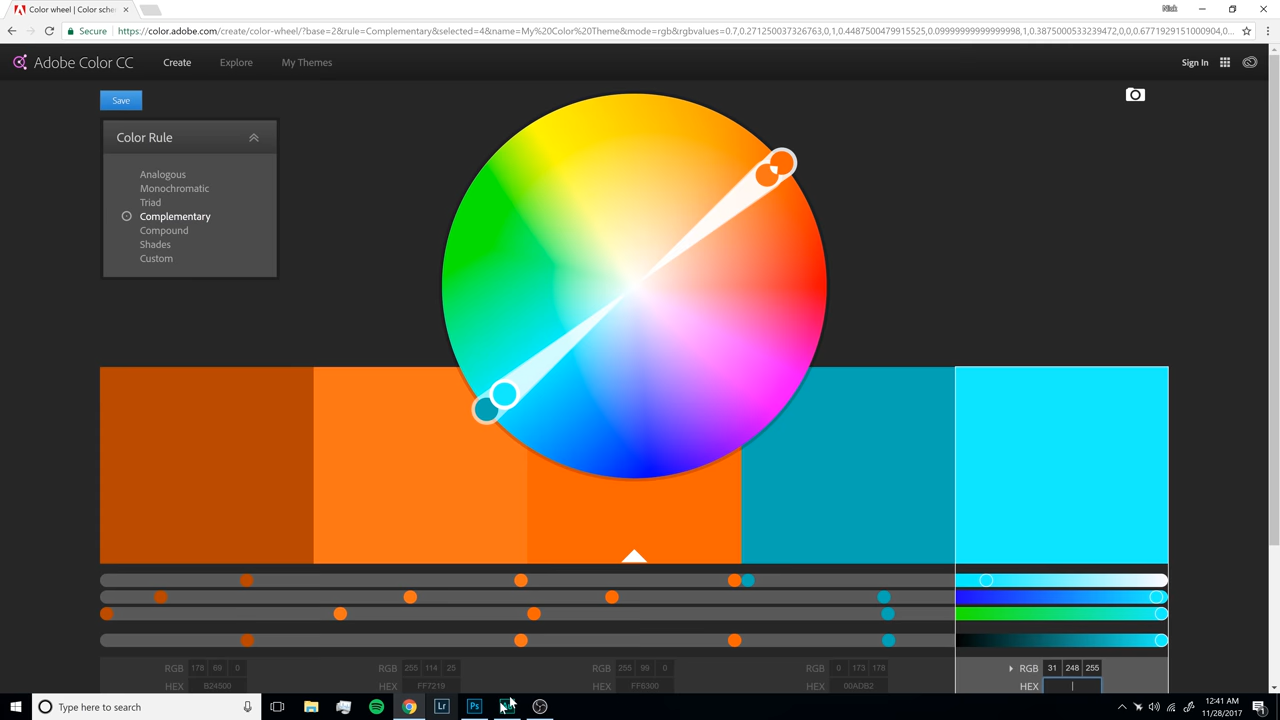 Color wheel | Color sche
Nick
Secure
https://color.adobe.com/create/color-wheel/?base=2&rule=Complementary&selected=4&name=My%20Color%20Theme&mode=rgb&rgbvalues=0.7,0.271250037326763,0,1,0.4487500479915525,0.09999999999999998,1,0.3875000533239472,0,0,0.6771929151000904,0,...
Adobe Color CC
Create
Explore
My Themes
Sign In
Save
Color Rule
Analogous
Monochromatic
Triad
Complementary
Compound
Shades
Custom
RGB 178 69 0
RGB 255 114 25
RGB 255 99 0
RGB 0 173 178
RGB 31 248 255
HEX B24500
HEX FF7219
HEX FF6300
HEX 00ADB2
HEX
Type here to search
Lr
Ps
12:41 AM
11/28/2017
1